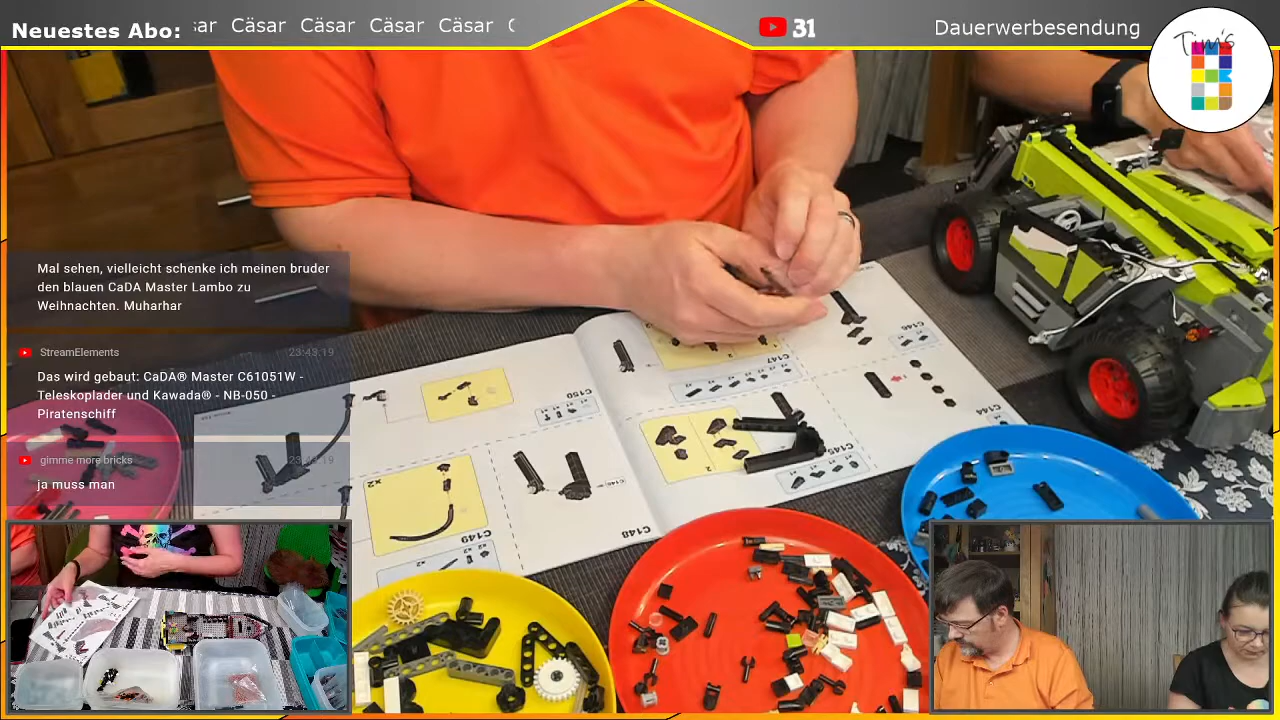 Neuestes Abo:
Cäsar Cäsar Cäsar Cäsar
31
Dauerwerbesendung
Tim's
Mal sehen, vielleicht schenke ich meinen bruder
den blauen CaDA Master Lambo zu
Weihnachten. Muharhar
StreamElements 23:43:19
Das wird gebaut: CaDA® Master C61051W -
Teleskoplader und Kawada® - NB-050 -
Piratenschiff
gimme more bricks
ja muss man
C146
C147
C144
C145
C150
C148
C149
x2
2